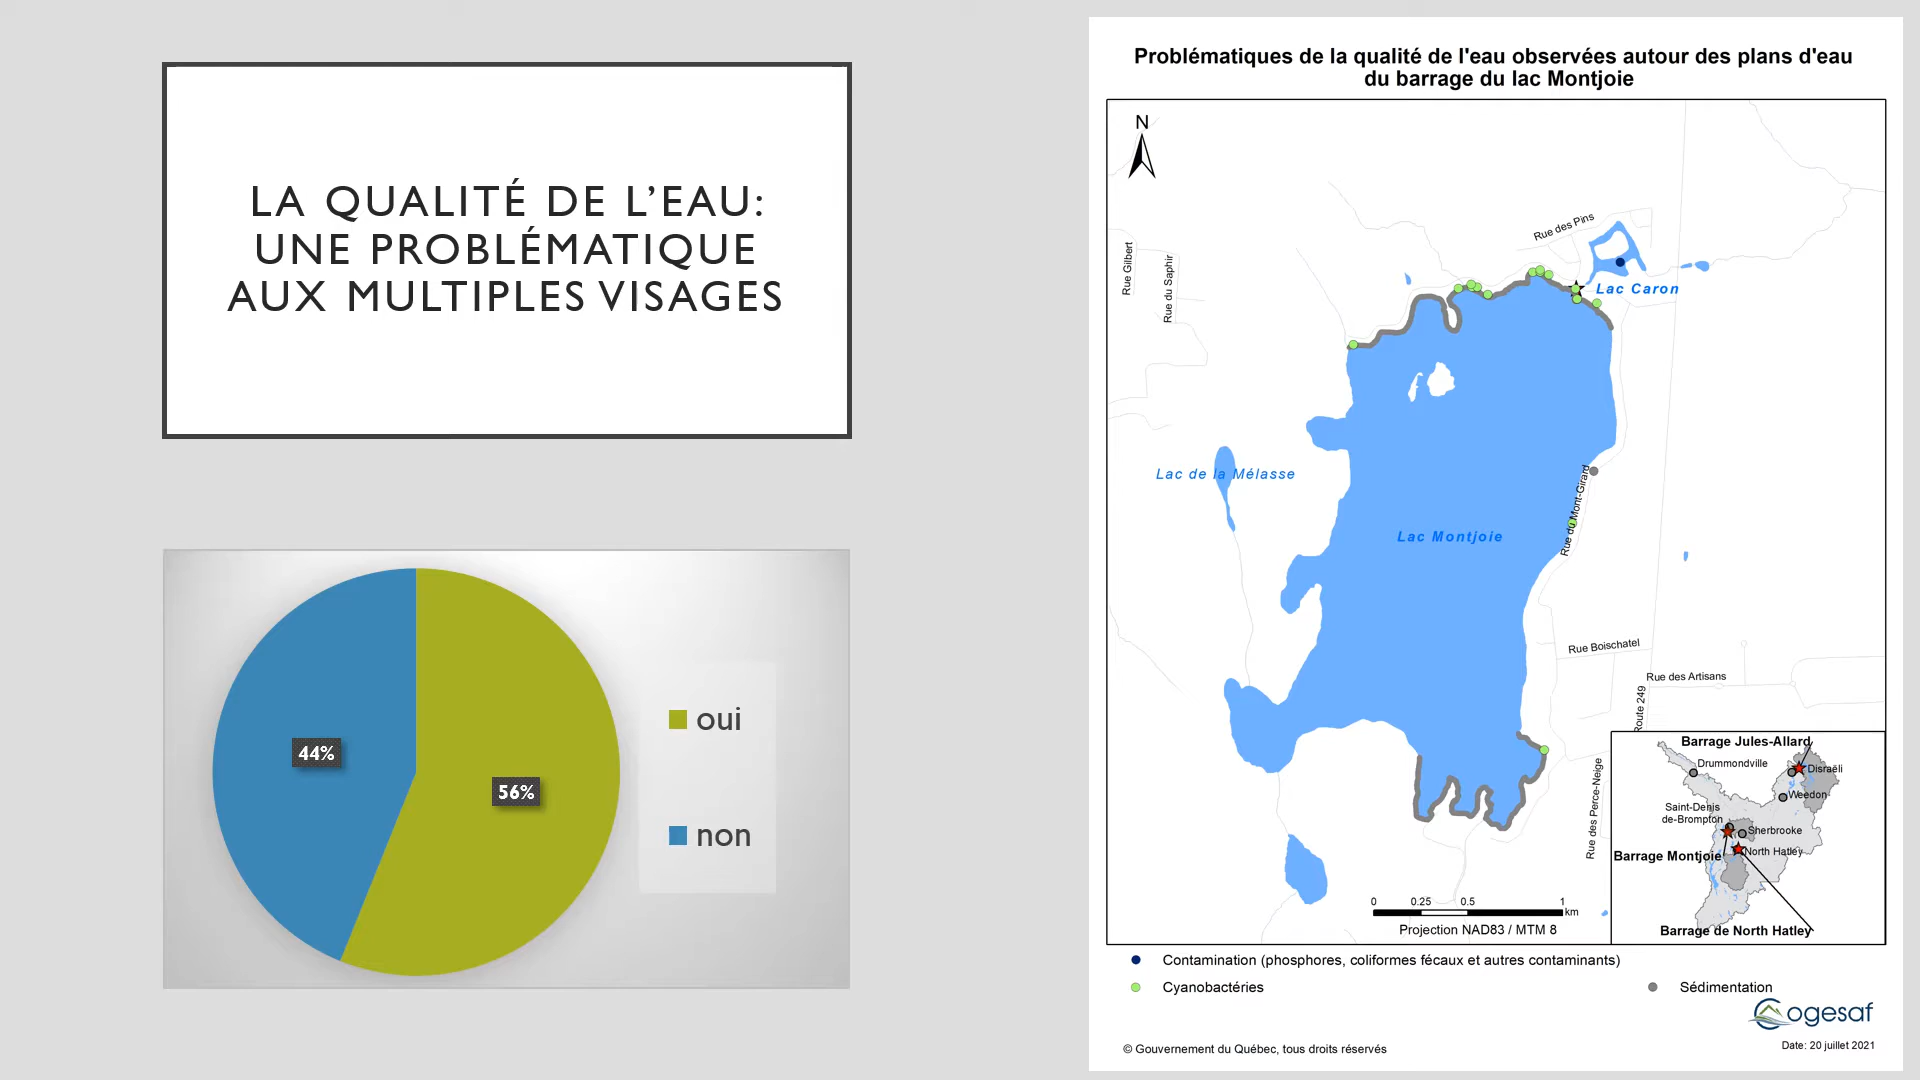 LA QUALITÉ DE L’EAU:
UNE PROBLÉMATIQUE
AUX MULTIPLES VISAGES
44%
56%
oui
non
Problématiques de la qualité de l'eau observées autour des plans d'eau
du barrage du lac Montjoie
N
Rue des Pins
Rue Gilbert
Rue du Saphir
Lac Caron
Lac de la Mélasse
Rue du Mont-Girard
Lac Montjoie
Rue Boischatel
Rue des Artisans
Route 249
Rue des Perce-Neige
Barrage Jules-Allard
Drummondville
Disraëli
Weedon
Saint-Denis
de-Brompton
Sherbrooke
North Hatley
Barrage Montjoie
Barrage de North Hatley
0 0.25 0.5 1
km
Projection NAD83 / MTM 8
Contamination (phosphores, coliformes fécaux et autres contaminants)
Cyanobactéries
Sédimentation
Cogesaf
© Gouvernement du Québec, tous droits réservés
Date: 20 juillet 2021